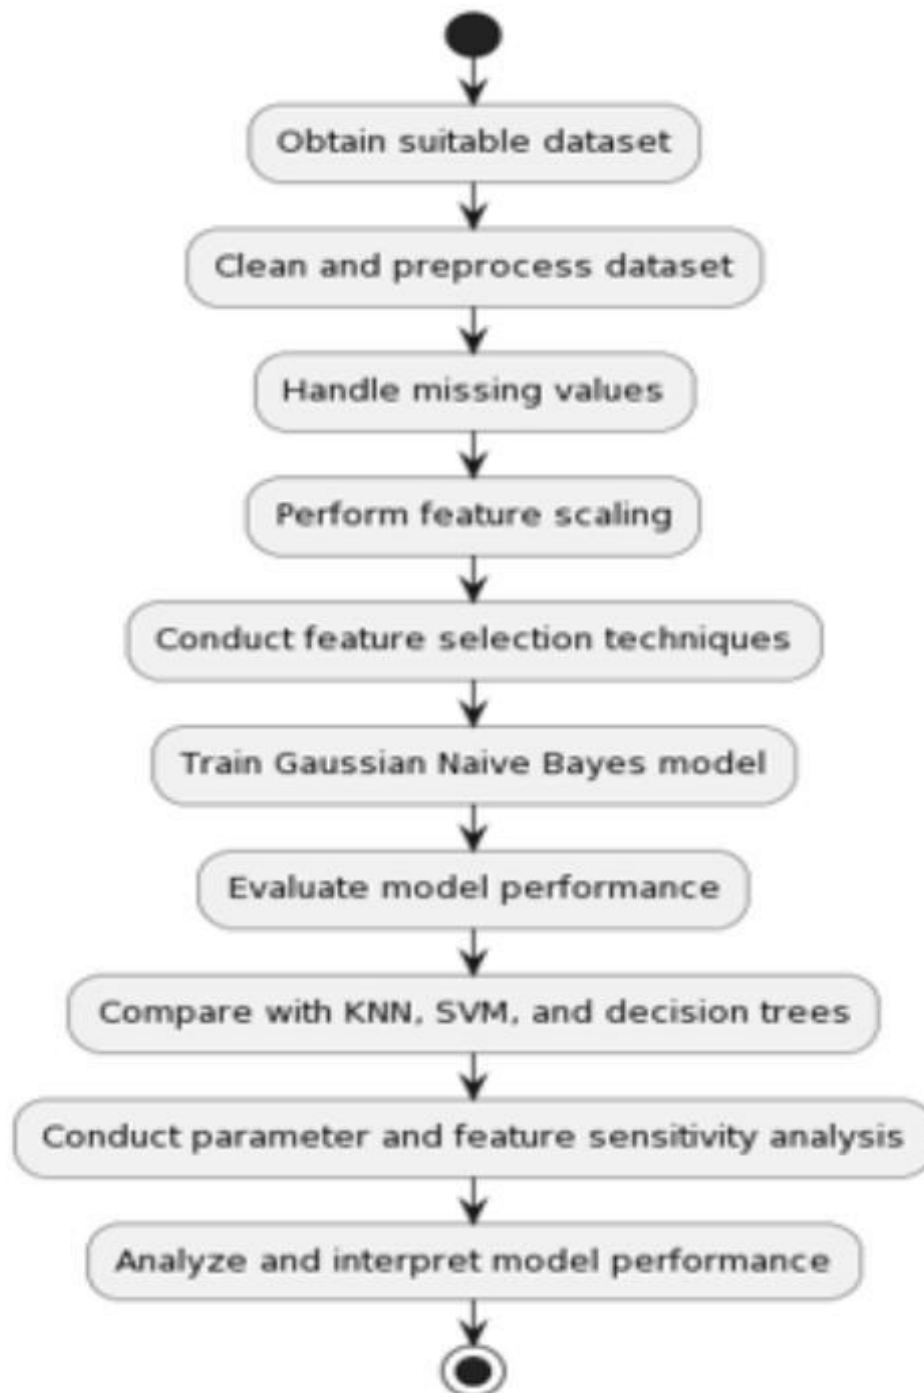 Obtain suitable dataset
Clean and preprocess dataset
Handle missing values
Perform feature scaling
Conduct feature selection techniques
Train Gaussian Naive Bayes model
Evaluate model performance
Compare with KNN, SVM, and decision trees
Conduct parameter and feature sensitivity analysis
Analyze and interpret model performance